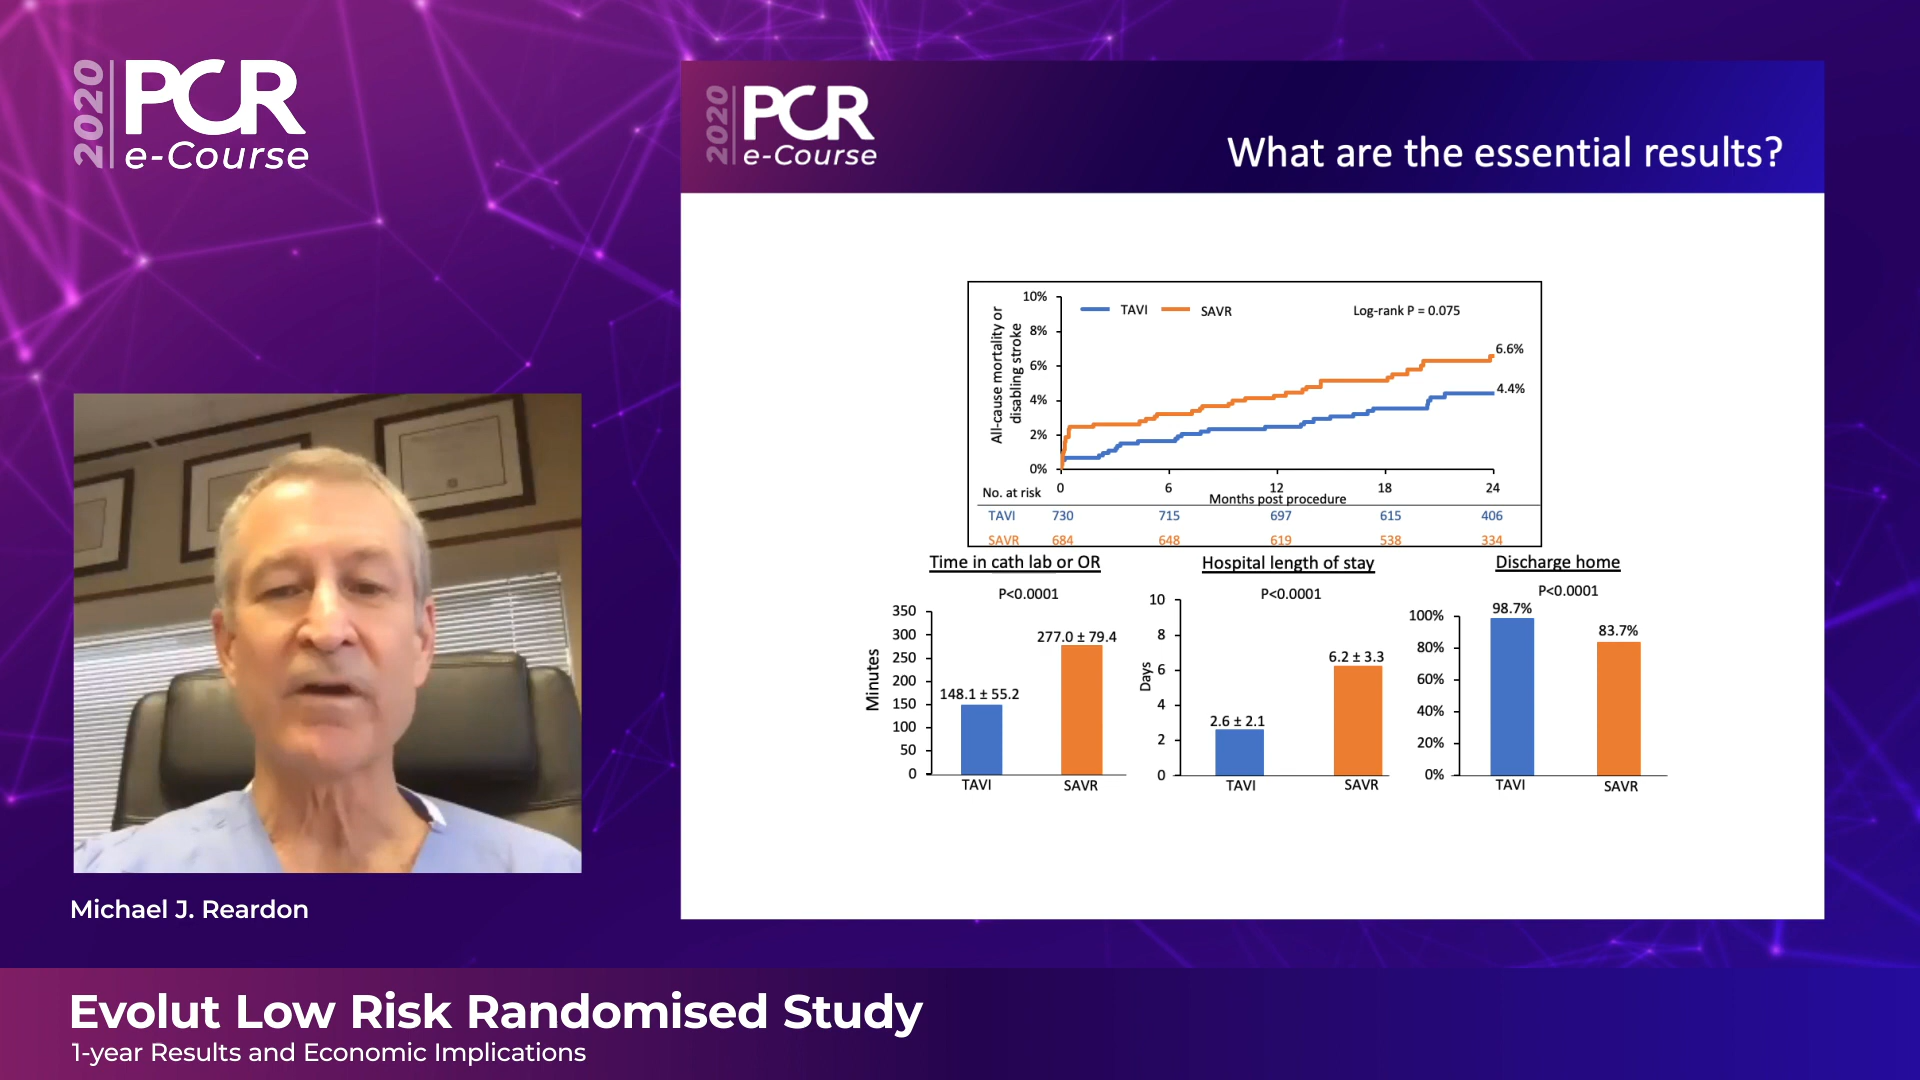 2020
PCR
e-Course
2020
PCR
e-Course
What are the essential results?
All-cause mortality or
disabling stroke
10%
8%
6%
4%
2%
0%
TAVI SAVR
Log-rank P = 0.075
6.6%
4.4%
0 6 12 18 24
Months post procedure
No. at risk
TAVI 730 715 697 615 406
SAVR 684 648 619 538 334
Time in cath lab or OR
P<0.0001
Minutes
350
300
250
200
150
100
50
0
148.1 ± 55.2
277.0 ± 79.4
TAVI SAVR
Hospital length of stay
P<0.0001
Days
10
8
6
4
2
0
2.6 ± 2.1
6.2 ± 3.3
TAVI SAVR
Discharge home
P<0.0001
100%
80%
60%
40%
20%
0%
98.7%
83.7%
TAVI SAVR
Michael J. Reardon
Evolut Low Risk Randomised Study
1-year Results and Economic Implications